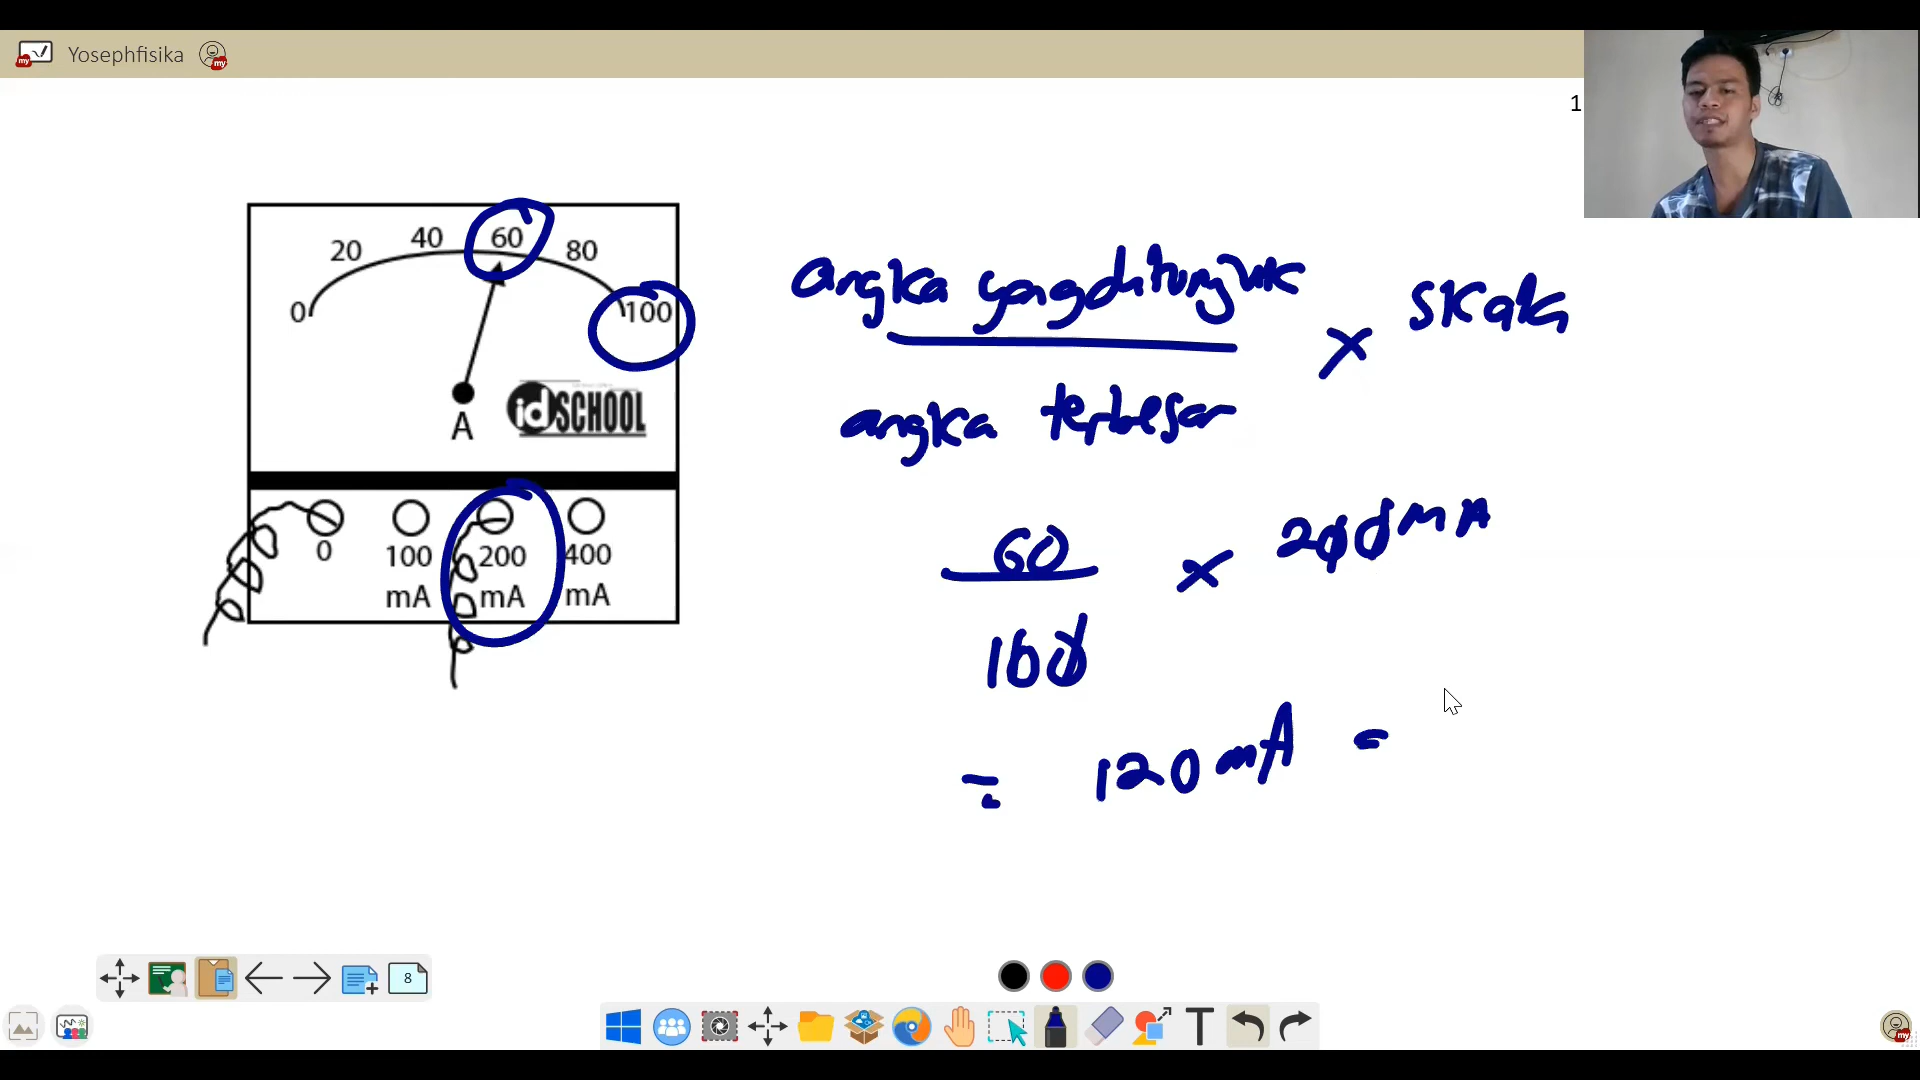 Yosephfisika
1
20 40 60 80
0 100
A
idSCHOOL
0 100 200 400
mA mA mA
angka yang ditunjuk
× skala
angka terbesar
60
× 200 mA
100
= 120 mA =
8
T